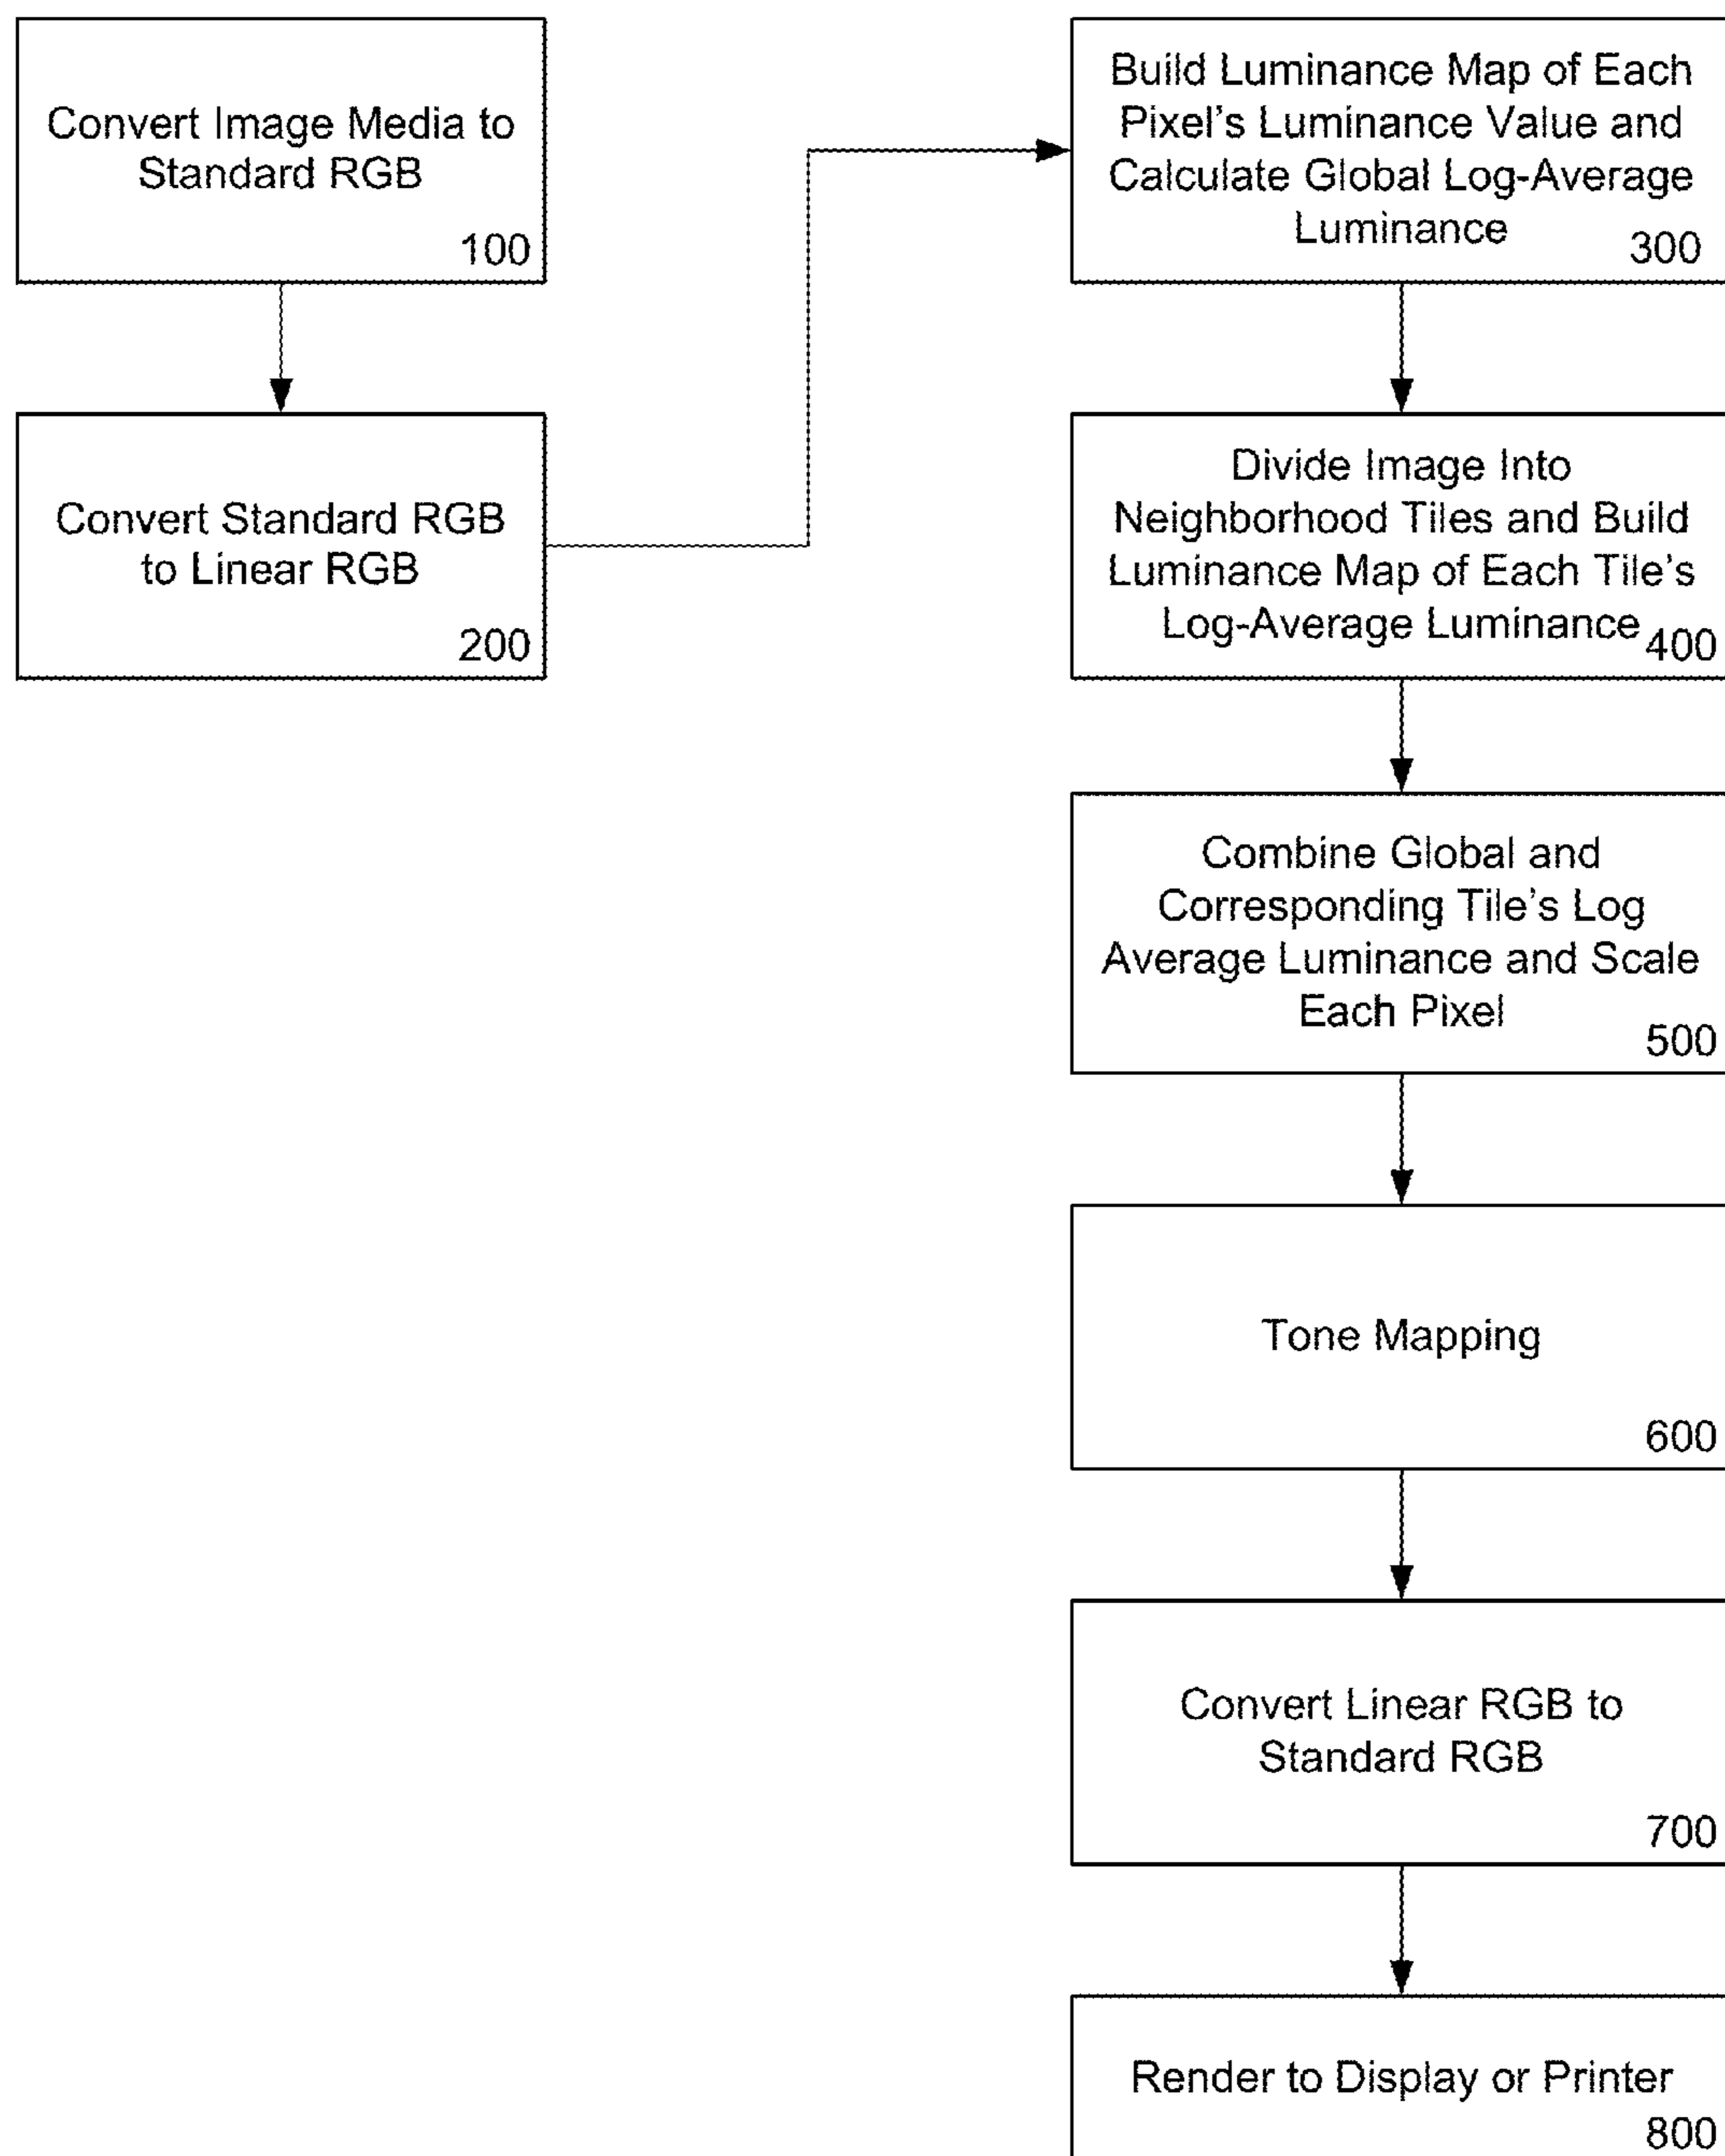 Convert Image Media to
Standard RGB
100
Convert Standard RGB
to Linear RGB
200
Build Luminance Map of Each
Pixel's Luminance Value and
Calculate Global Log-Average
Luminance
300
Divide Image Into
Neighborhood Tiles and Build
Luminance Map of Each Tile's
Log-Average Luminance
400
Combine Global and
Corresponding Tile's Log
Average Luminance and Scale
Each Pixel
500
Tone Mapping
600
Convert Linear RGB to
Standard RGB
700
Render to Display or Printer
800